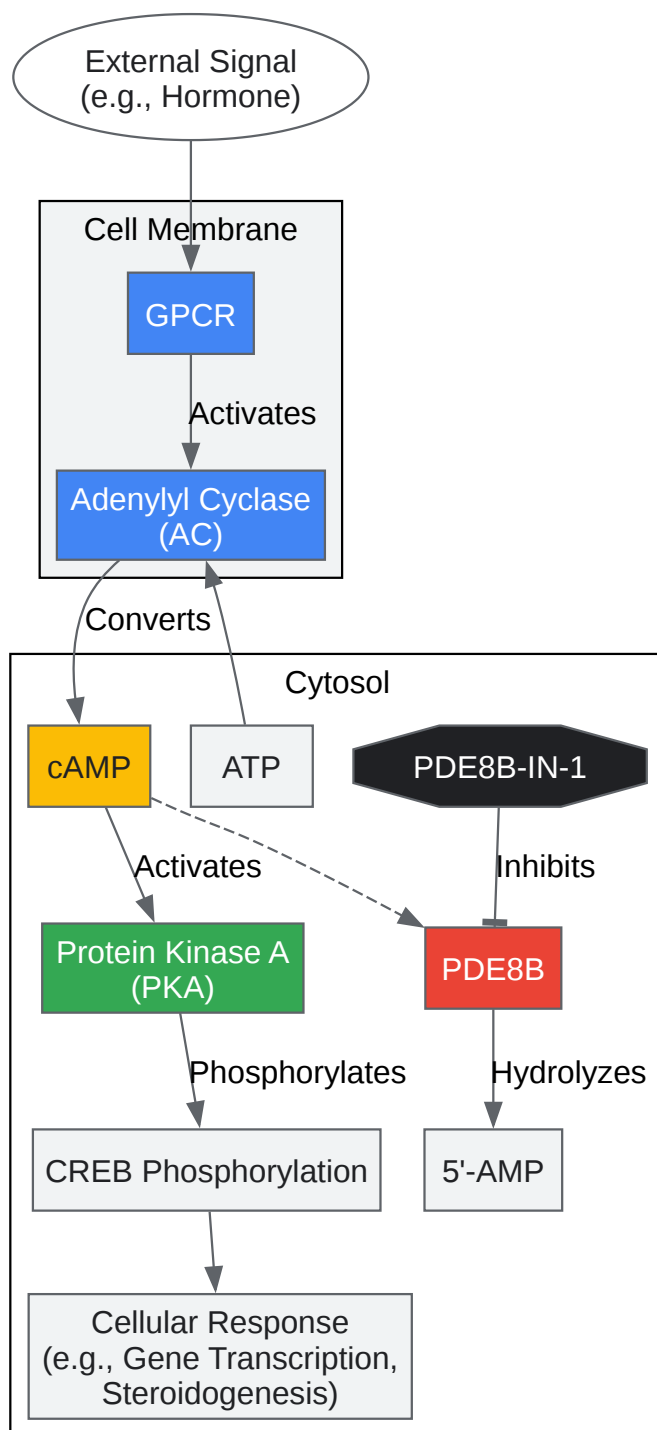 External Signal
(e.g., Hormone)
Cell Membrane
GPCR
Activates
Adenylyl Cyclase
(AC)
Converts
Cytosol
cAMP
ATP
PDE8B-IN-1
Activates
Inhibits
Protein Kinase A
(PKA)
PDE8B
Phosphorylates
Hydrolyzes
CREB Phosphorylation
5'-AMP
Cellular Response
(e.g., Gene Transcription,
Steroidogenesis)